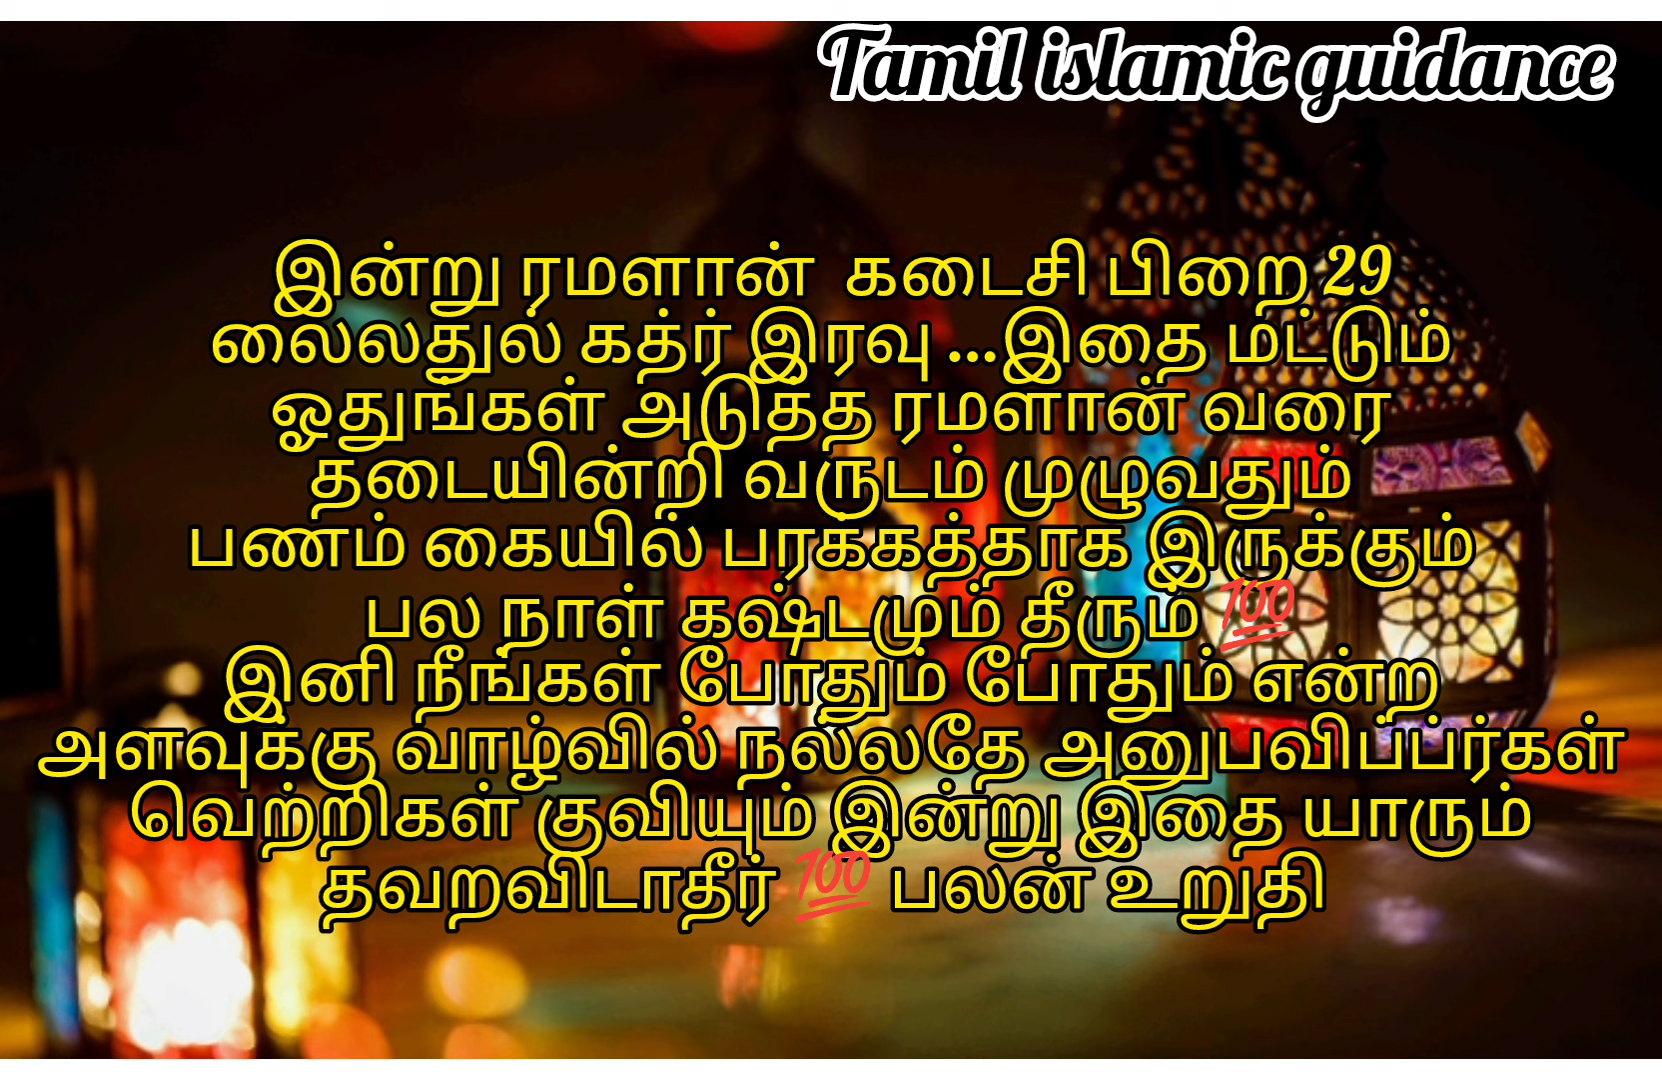 Tamil islamic guidance
இன்று ரமளான் கடைசி பிறை 29
லைலதுல் கத்ர் இரவு ...இதை மட்டும்
ஓதுங்கள் அடுத்த ரமளான் வரை
தடையின்றி வருடம் முழுவதும்
பணம் கையில் பரக்கத்தாக இருக்கும்
பல நாள் கஷ்டமும் தீரும் 💯
இனி நீங்கள் போதும் போதும் என்ற
அளவுக்கு வாழ்வில் நல்லதே அனுபவிப்ப்ர்கள்
வெற்றிகள் குவியும் இன்று இதை யாரும்
தவறவிடாதீர் 💯 பலன் உறுதி